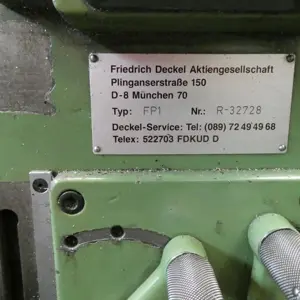 Friedrich Deckel Aktiengesellschaft
Plinganserstraße 150
D-8 München 70
Typ: FP1 Nr.: R-32728
Deckel-Service: Tel: (089) 72 49 49 68
Telex: 522703 FDKUD D